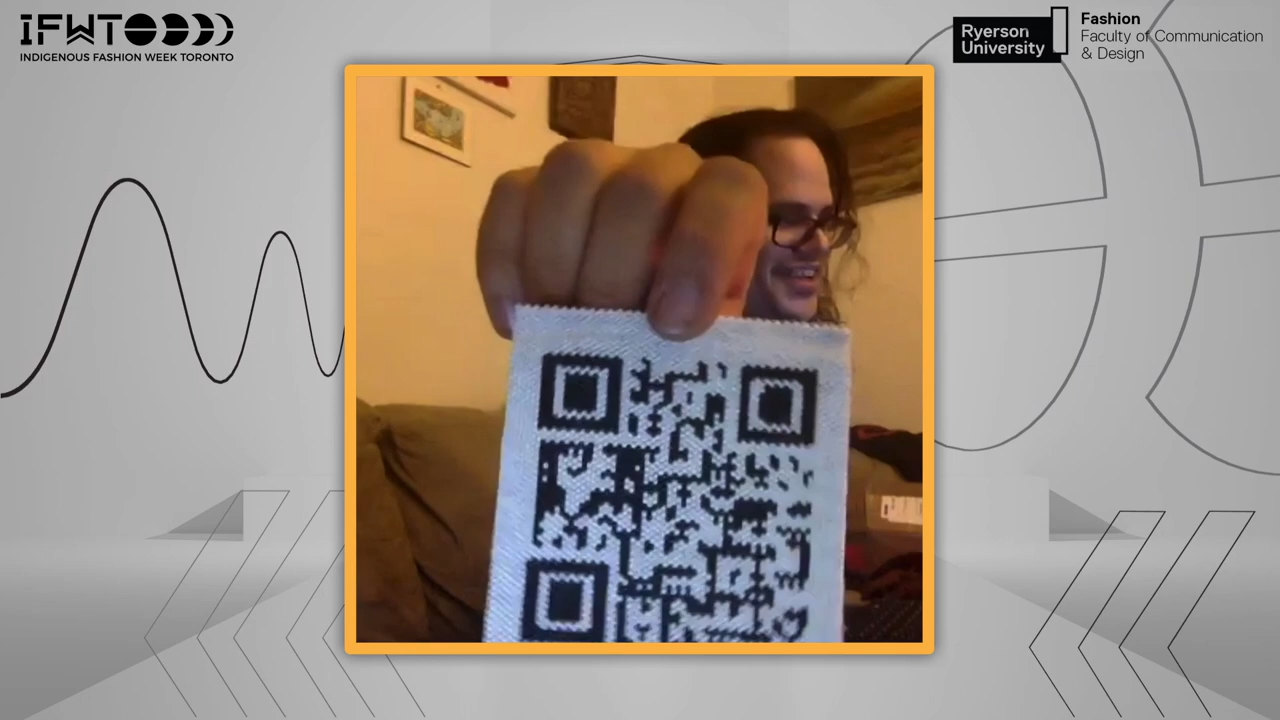 IFWTO
INDIGENOUS FASHION WEEK TORONTO
Ryerson
University
Fashion
Faculty of Communication
& Design